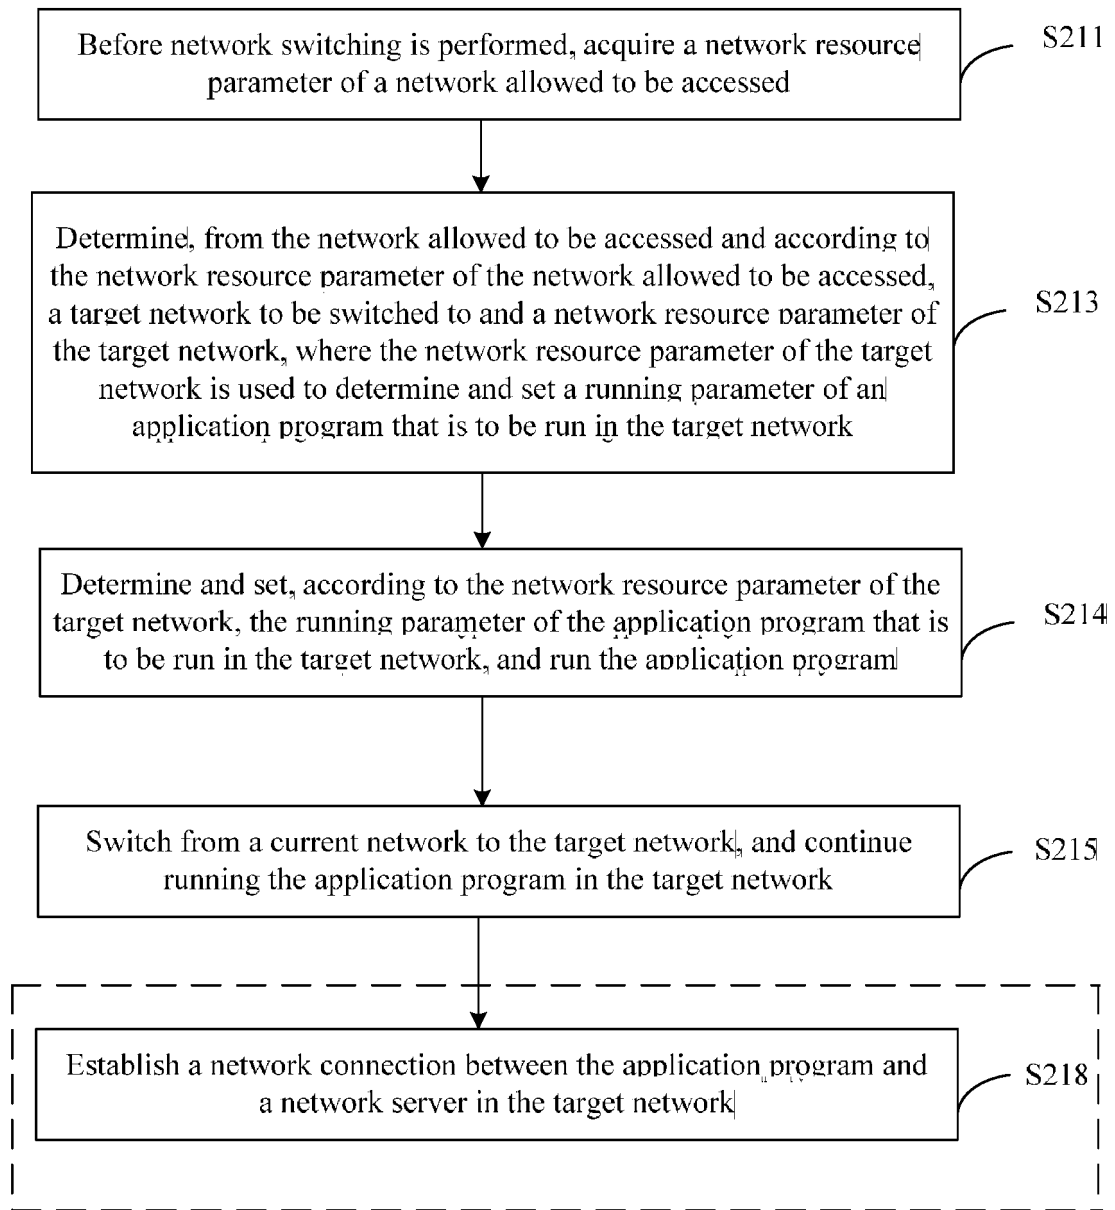 Before network switching is performed, acquire a network resource
parameter of a network allowed to be accessed
S211
Determine, from the network allowed to be accessed and according to
the network resource parameter of the network allowed to be accessed,
a target network to be switched to and a network resource parameter of
the target network, where the network resource parameter of the target
network is used to determine and set a running parameter of an
application program that is to be run in the target network
S213
Determine and set, according to the network resource parameter of the
target network, the running parameter of the application program that is
to be run in the target network, and run the application program
S214
Switch from a current network to the target network, and continue
running the application program in the target network
S215
Establish a network connection between the application program and
a network server in the target network
S218